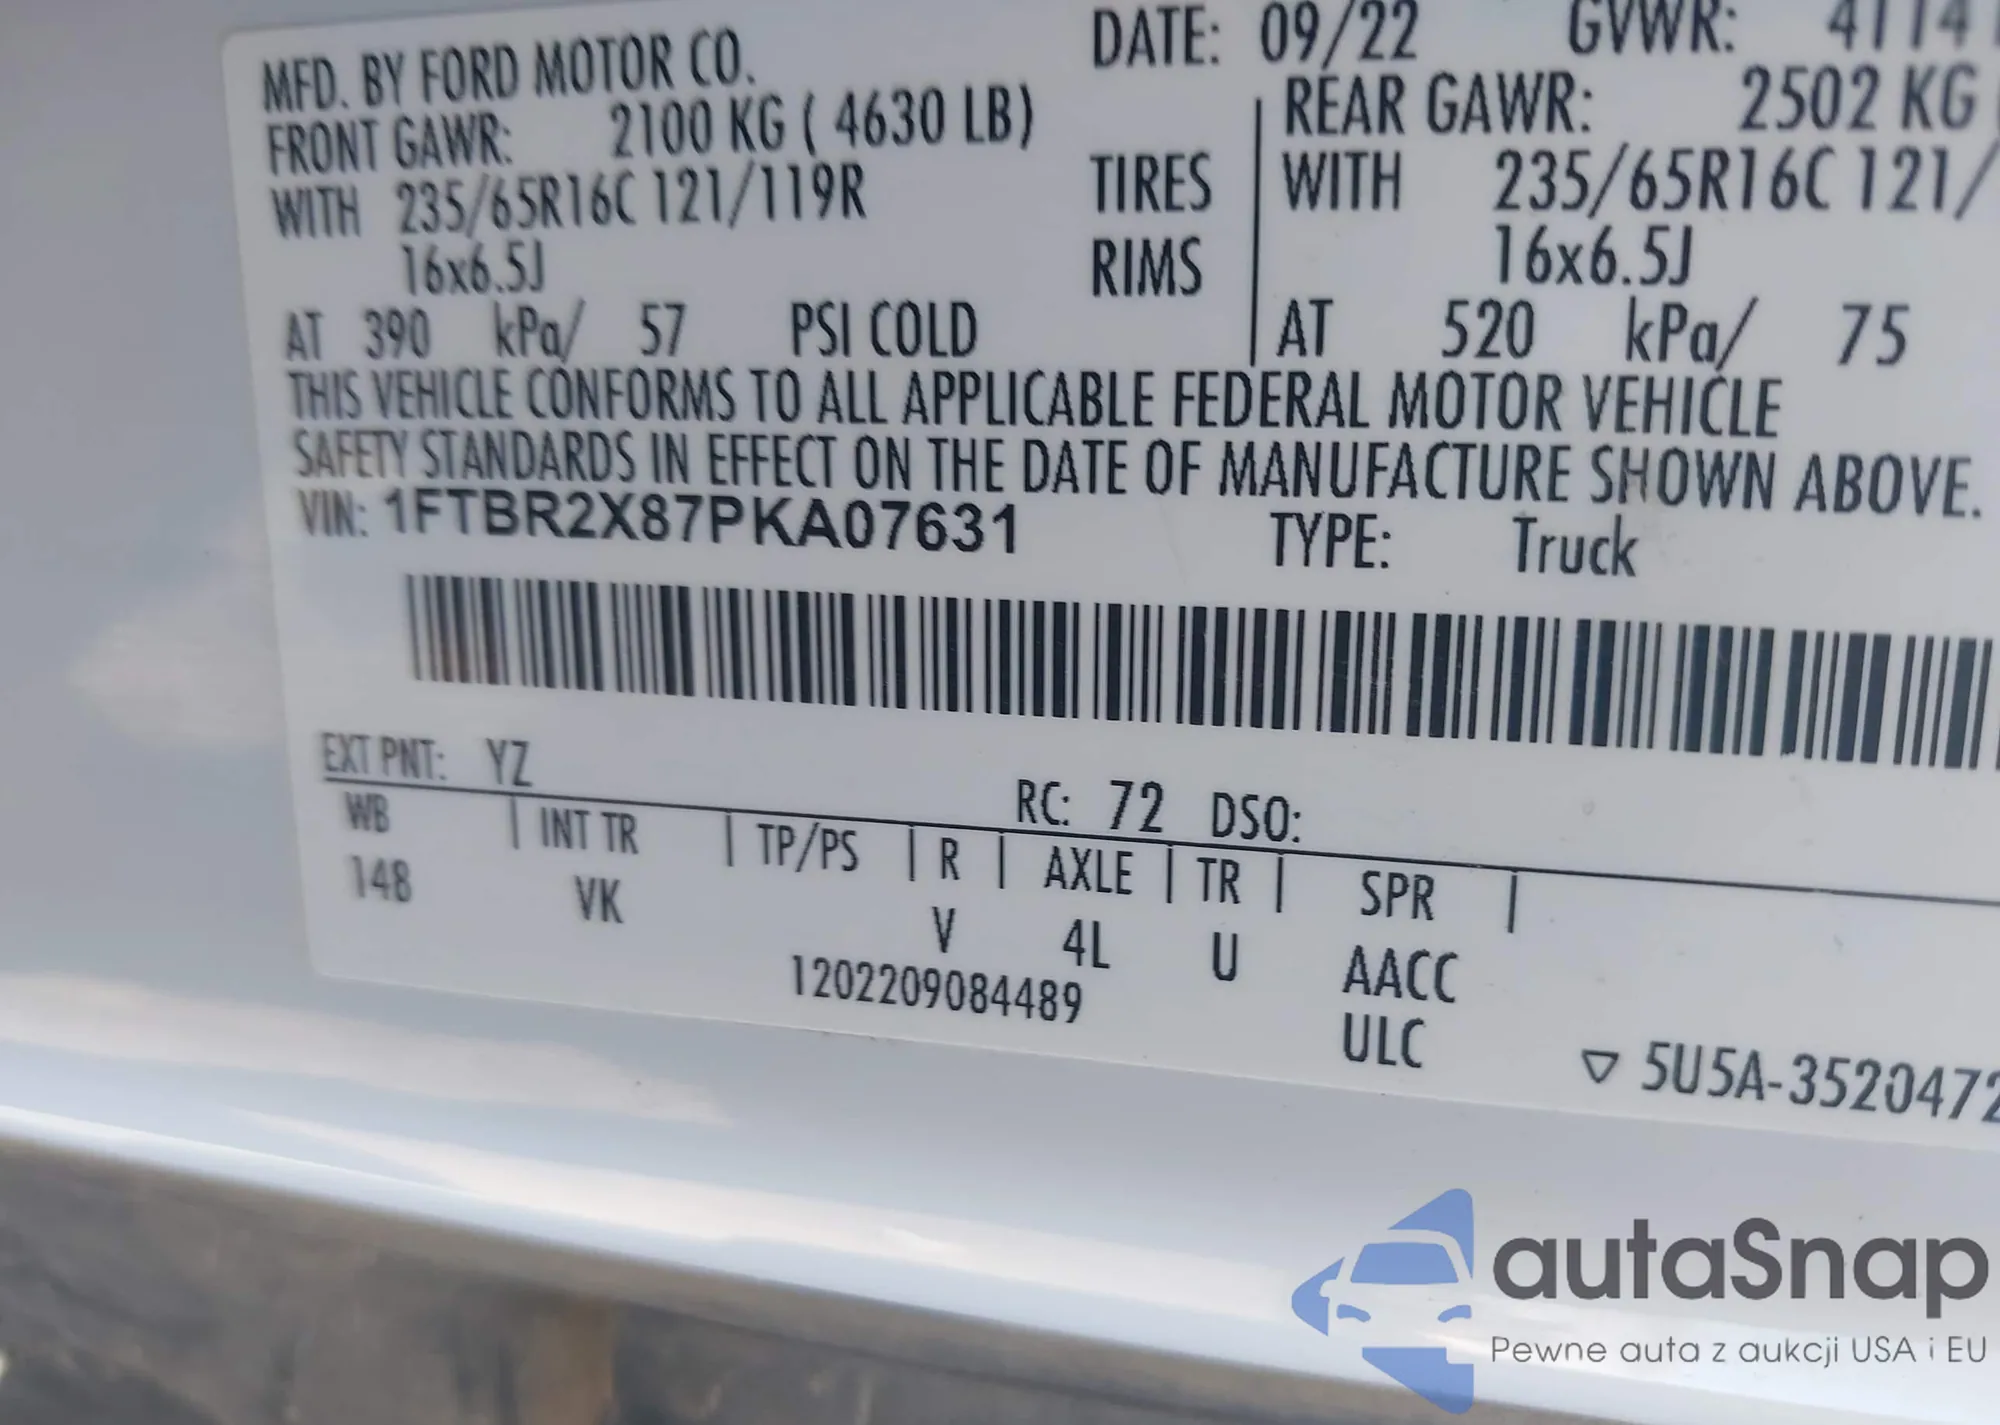 MFD. BY FORD MOTOR CO. DATE: 09/22 GVWR: 4114
FRONT GAWR: 2100 KG ( 4630 LB) REAR GAWR: 2502 KG
WITH 235/65R16C 121/119R TIRES WITH 235/65R16C 121/
16x6.5J RIMS 16x6.5J
AT 390 kPa/ 57 PSI COLD AT 520 kPa/ 75
THIS VEHICLE CONFORMS TO ALL APPLICABLE FEDERAL MOTOR VEHICLE
SAFETY STANDARDS IN EFFECT ON THE DATE OF MANUFACTURE SHOWN ABOVE.
VIN: 1FTBR2X87PKA07631 TYPE: Truck
EXT PNT: YZ RC: 72 DSO:
WB | INT TR | TP/PS | R | AXLE | TR | SPR |
148 VK V 4L U AACC
1202209084489 ULC
▽ 5U5A-3520472
autaSnap
Pewne auta z aukcji USA i EU